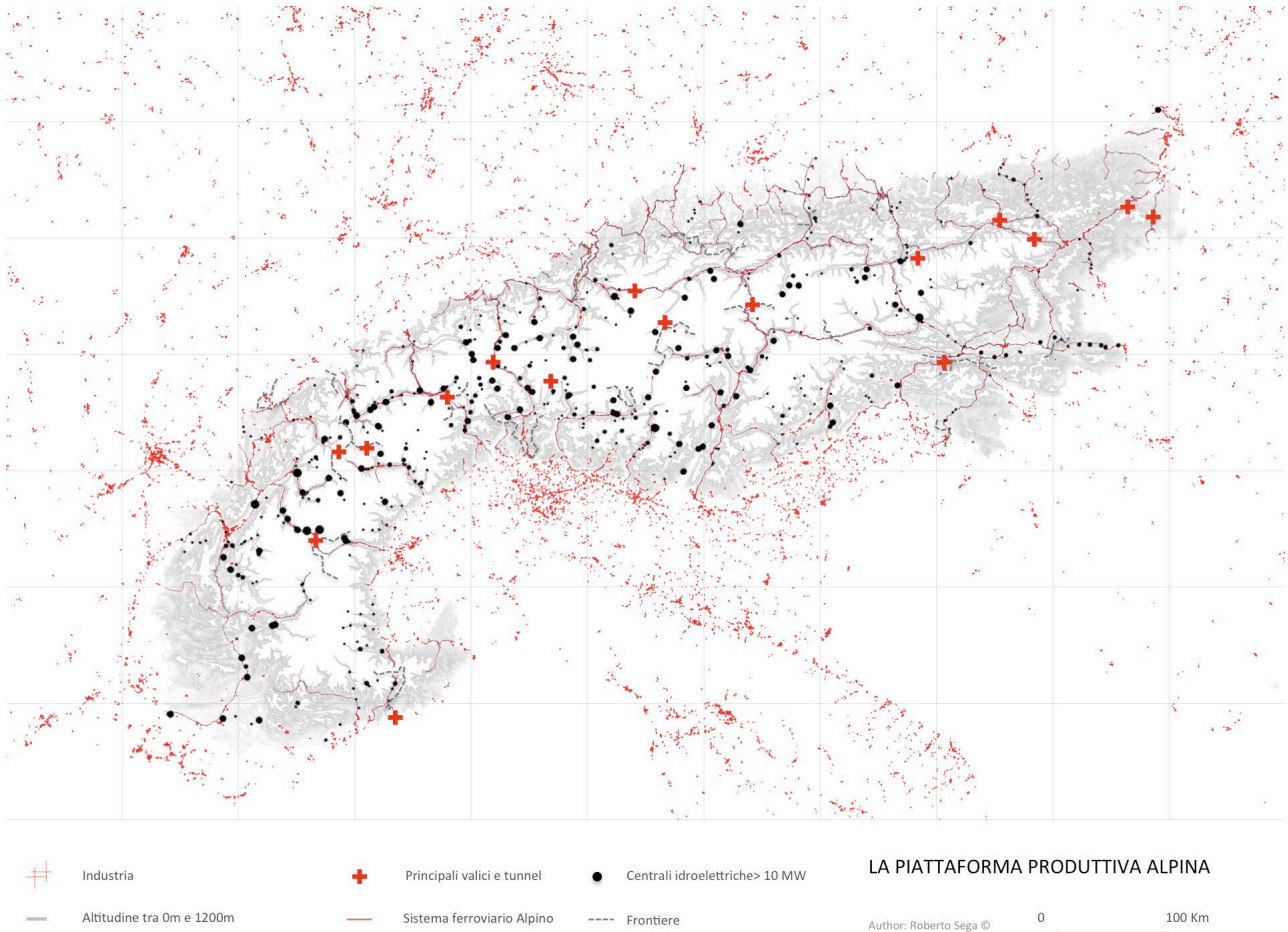 Industria
Principali valici e tunnel
Centrali idroelettriche> 10 MW
LA PIATTAFORMA PRODUTTIVA ALPINA
Altitudine tra 0m e 1200m
Sistema ferroviario Alpino
Frontiere
Author: Roberto Sega ©
0
100 Km